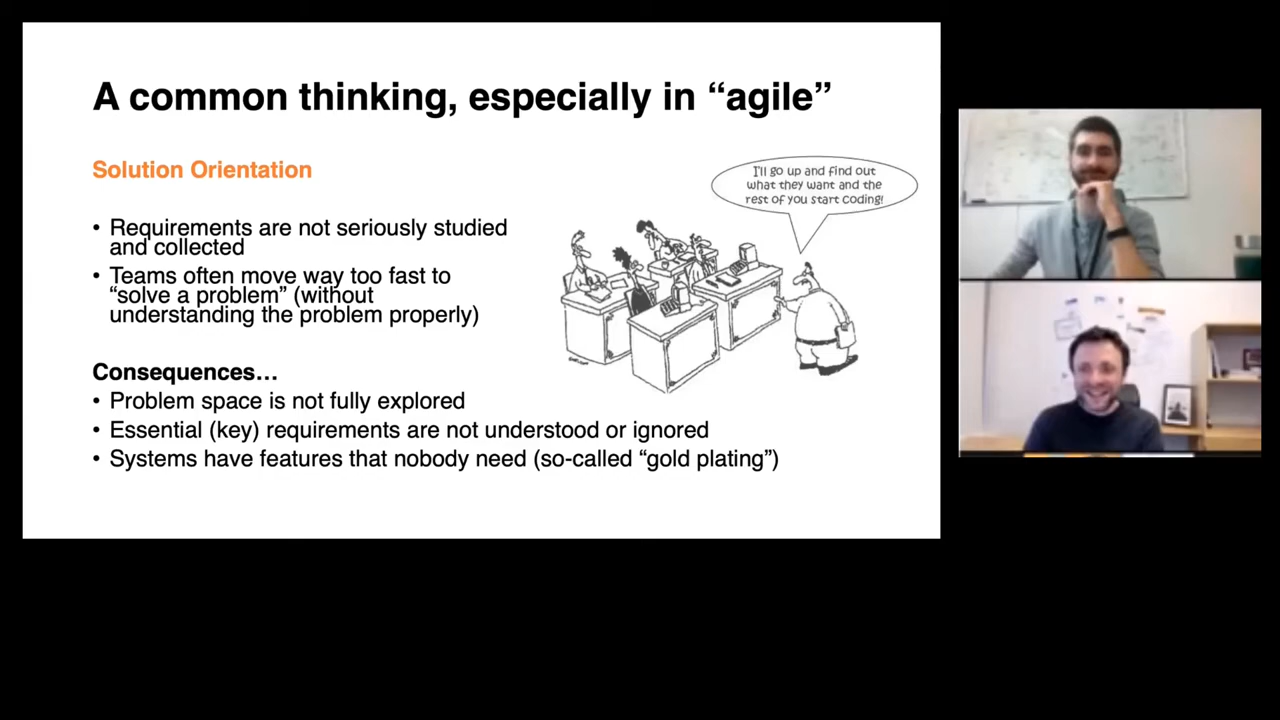 A common thinking, especially in “agile”
Solution Orientation
• Requirements are not seriously studied
and collected
• Teams often move way too fast to
“solve a problem” (without
understanding the problem properly)
I'll go up and find out
what they want and the
rest of you start coding!
Consequences…
• Problem space is not fully explored
• Essential (key) requirements are not understood or ignored
• Systems have features that nobody need (so-called “gold plating”)